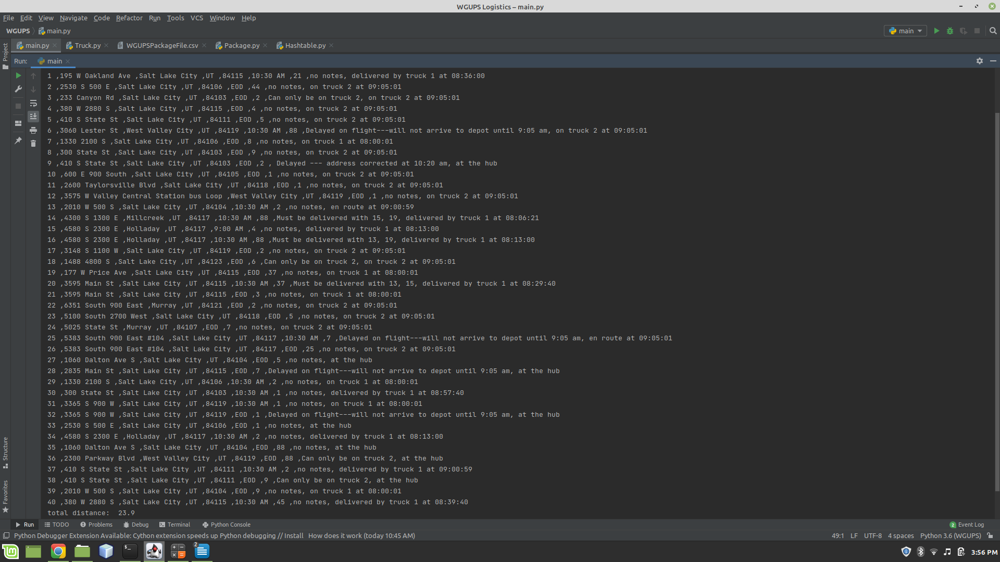 WGUPS Logistics – main.py
File Edit View Navigate Code Refactor Run Tools VCS Window Help
WGUPS main.py main
main.py Truck.py WGUPSPackageFile.csv Package.py Hashtable.py
Project
Run: main
1 ,195 W Oakland Ave ,Salt Lake City ,UT ,84115 ,10:30 AM ,21 ,no notes, delivered by truck 1 at 08:36:00
2 ,2530 S 500 E ,Salt Lake City ,UT ,84106 ,EOD ,44 ,no notes, on truck 2 at 09:05:01
3 ,233 Canyon Rd ,Salt Lake City ,UT ,84103 ,EOD ,2 ,Can only be on truck 2, on truck 2 at 09:05:01
4 ,380 W 2880 S ,Salt Lake City ,UT ,84115 ,EOD ,4 ,no notes, on truck 2 at 09:05:01
5 ,410 S State St ,Salt Lake City ,UT ,84111 ,EOD ,5 ,no notes, on truck 2 at 09:05:01
6 ,3060 Lester St ,West Valley City ,UT ,84119 ,10:30 AM ,88 ,Delayed on flight---will not arrive to depot until 9:05 am, on truck 2 at 09:05:01
7 ,1330 2100 S ,Salt Lake City ,UT ,84106 ,EOD ,8 ,no notes, on truck 1 at 08:00:01
8 ,300 State St ,Salt Lake City ,UT ,84103 ,EOD ,9 ,no notes, on truck 2 at 09:05:01
9 ,410 S State St ,Salt Lake City ,UT ,84103 ,EOD ,2 , Delayed --- address corrected at 10:20 am, at the hub
10 ,600 E 900 South ,Salt Lake City ,UT ,84105 ,EOD ,1 ,no notes, on truck 2 at 09:05:01
11 ,2600 Taylorsville Blvd ,Salt Lake City ,UT ,84118 ,EOD ,1 ,no notes, on truck 2 at 09:05:01
12 ,3575 W Valley Central Station bus Loop ,West Valley City ,UT ,84119 ,EOD ,1 ,no notes, on truck 2 at 09:05:01
13 ,2010 W 500 S ,Salt Lake City ,UT ,84104 ,10:30 AM ,2 ,no notes, en route at 09:00:59
14 ,4300 S 1300 E ,Millcreek ,UT ,84117 ,10:30 AM ,88 ,Must be delivered with 15, 19, delivered by truck 1 at 08:06:21
15 ,4580 S 2300 E ,Holladay ,UT ,84117 ,9:00 AM ,4 ,no notes, delivered by truck 1 at 08:13:00
16 ,4580 S 2300 E ,Holladay ,UT ,84117 ,10:30 AM ,88 ,Must be delivered with 13, 19, delivered by truck 1 at 08:13:00
17 ,3148 S 1100 W ,Salt Lake City ,UT ,84119 ,EOD ,2 ,no notes, on truck 2 at 09:05:01
18 ,1488 4800 S ,Salt Lake City ,UT ,84123 ,EOD ,6 ,Can only be on truck 2, on truck 2 at 09:05:01
19 ,177 W Price Ave ,Salt Lake City ,UT ,84115 ,EOD ,37 ,no notes, on truck 1 at 08:00:01
20 ,3595 Main St ,Salt Lake City ,UT ,84115 ,10:30 AM ,37 ,Must be delivered with 13, 15, delivered by truck 1 at 08:29:40
21 ,3595 Main St ,Salt Lake City ,UT ,84115 ,EOD ,3 ,no notes, on truck 1 at 08:00:01
22 ,6351 South 900 East ,Murray ,UT ,84121 ,EOD ,2 ,no notes, on truck 2 at 09:05:01
23 ,5100 South 2700 West ,Salt Lake City ,UT ,84118 ,EOD ,5 ,no notes, on truck 2 at 09:05:01
24 ,5025 State St ,Murray ,UT ,84107 ,EOD ,7 ,no notes, on truck 2 at 09:05:01
25 ,5383 South 900 East #104 ,Salt Lake City ,UT ,84117 ,10:30 AM ,7 ,Delayed on flight---will not arrive to depot until 9:05 am, en route at 09:05:01
26 ,5383 South 900 East #104 ,Salt Lake City ,UT ,84117 ,EOD ,25 ,no notes, on truck 2 at 09:05:01
27 ,1060 Dalton Ave S ,Salt Lake City ,UT ,84104 ,EOD ,5 ,no notes, at the hub
28 ,2835 Main St ,Salt Lake City ,UT ,84115 ,EOD ,7 ,Delayed on flight---will not arrive to depot until 9:05 am, at the hub
29 ,1330 2100 S ,Salt Lake City ,UT ,84106 ,10:30 AM ,2 ,no notes, on truck 1 at 08:00:01
30 ,300 State St ,Salt Lake City ,UT ,84103 ,10:30 AM ,1 ,no notes, delivered by truck 1 at 08:57:40
31 ,3365 S 900 W ,Salt Lake City ,UT ,84119 ,10:30 AM ,1 ,no notes, on truck 1 at 08:00:01
32 ,3365 S 900 W ,Salt Lake City ,UT ,84119 ,EOD ,1 ,Delayed on flight---will not arrive to depot until 9:05 am, at the hub
33 ,2530 S 500 E ,Salt Lake City ,UT ,84106 ,EOD ,1 ,no notes, at the hub
34 ,4580 S 2300 E ,Holladay ,UT ,84117 ,10:30 AM ,2 ,no notes, delivered by truck 1 at 08:13:00
35 ,1060 Dalton Ave S ,Salt Lake City ,UT ,84104 ,EOD ,88 ,no notes, at the hub
36 ,2300 Parkway Blvd ,West Valley City ,UT ,84119 ,EOD ,88 ,Can only be on truck 2, at the hub
37 ,410 S State St ,Salt Lake City ,UT ,84111 ,10:30 AM ,2 ,no notes, delivered by truck 1 at 09:00:59
38 ,410 S State St ,Salt Lake City ,UT ,84111 ,EOD ,9 ,Can only be on truck 2, at the hub
39 ,2010 W 500 S ,Salt Lake City ,UT ,84104 ,EOD ,9 ,no notes, on truck 1 at 08:00:01
40 ,380 W 2880 S ,Salt Lake City ,UT ,84115 ,10:30 AM ,45 ,no notes, delivered by truck 1 at 08:39:40
total distance:  23.9
Structure
Favorites
Run TODO Problems Debug Terminal Python Console 2 Event Log
Python Debugger Extension Available: Cython extension speeds up Python debugging // Install How does it work (today 10:45 AM) 49:1 LF UTF-8 4 spaces Python 3.6 (WGUPS)
2
3:56 PM